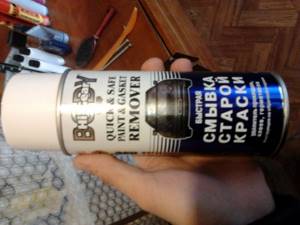 BODY
QUICK & SAFE
PAINT & GASKET
REMOVER
БЫСТРАЯ
СМЫВКА
СТАРОЙ
КРАСКИ